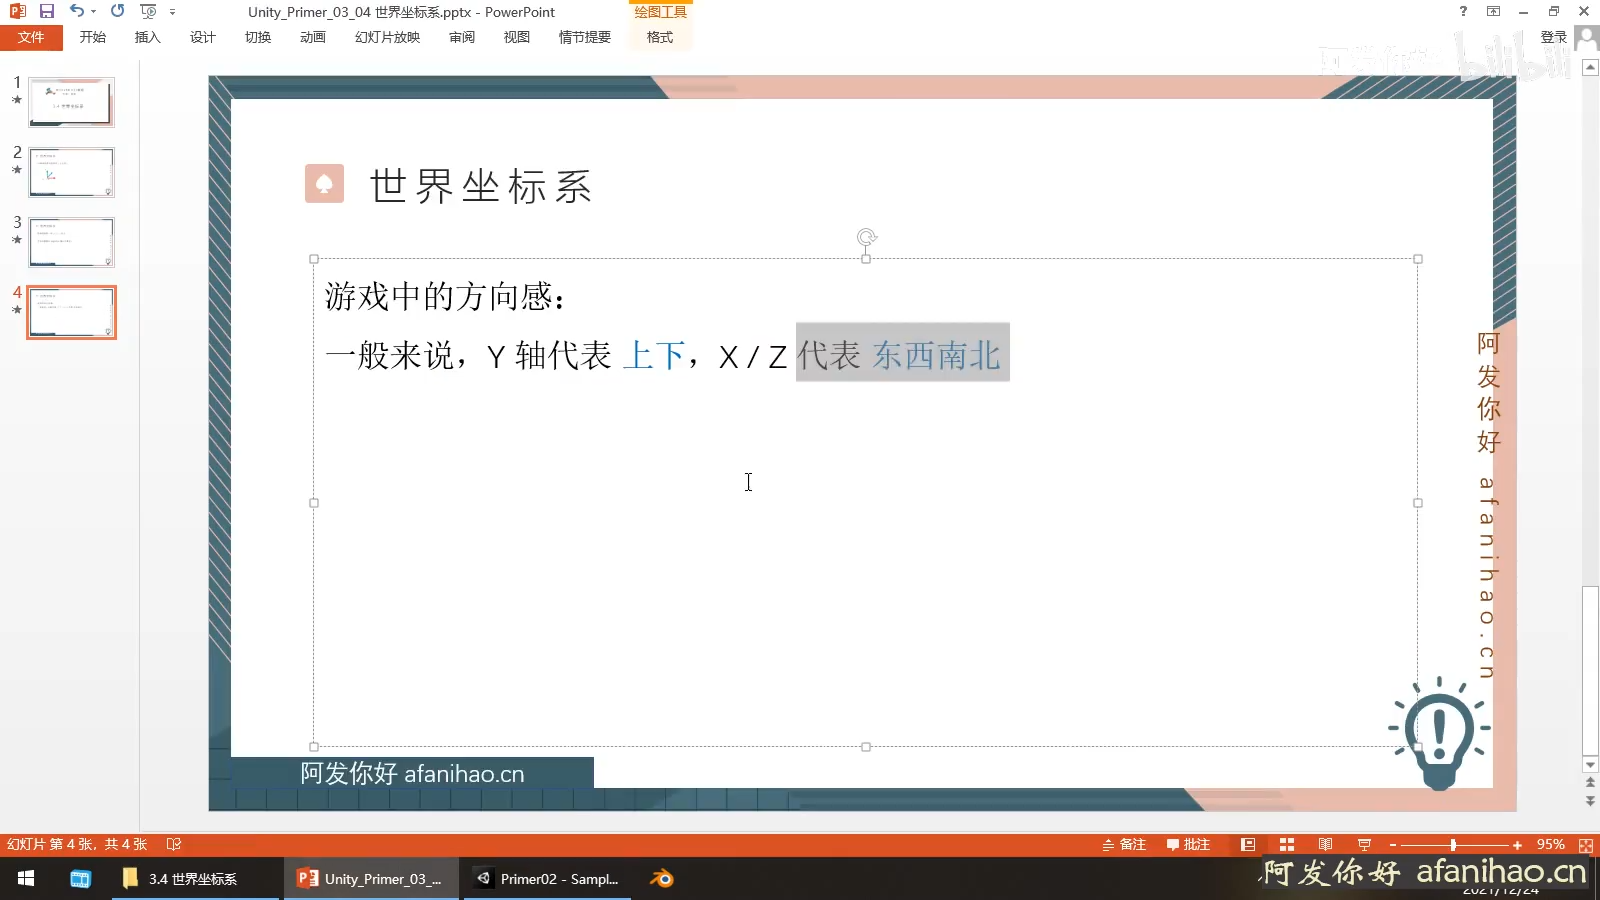 Unity_Primer_03_04 世界坐标系.pptx - PowerPoint
绘图工具
?
文件
开始
插入
设计
切换
动画
幻灯片放映
审阅
视图
情节提要
格式
登录
bilibili
1
2
3
4
世界坐标系
游戏中的方向感：
一般来说，Y 轴代表 上下，X / Z 代表 东西南北
阿发你好 afanihao.cn
阿发你好 afanihao.cn
幻灯片 第 4 张，共 4 张
备注
批注
95%
3.4 世界坐标系
Unity_Primer_03_...
Primer02 - Sampl...
阿发你好 afanihao.cn
2021/12/24